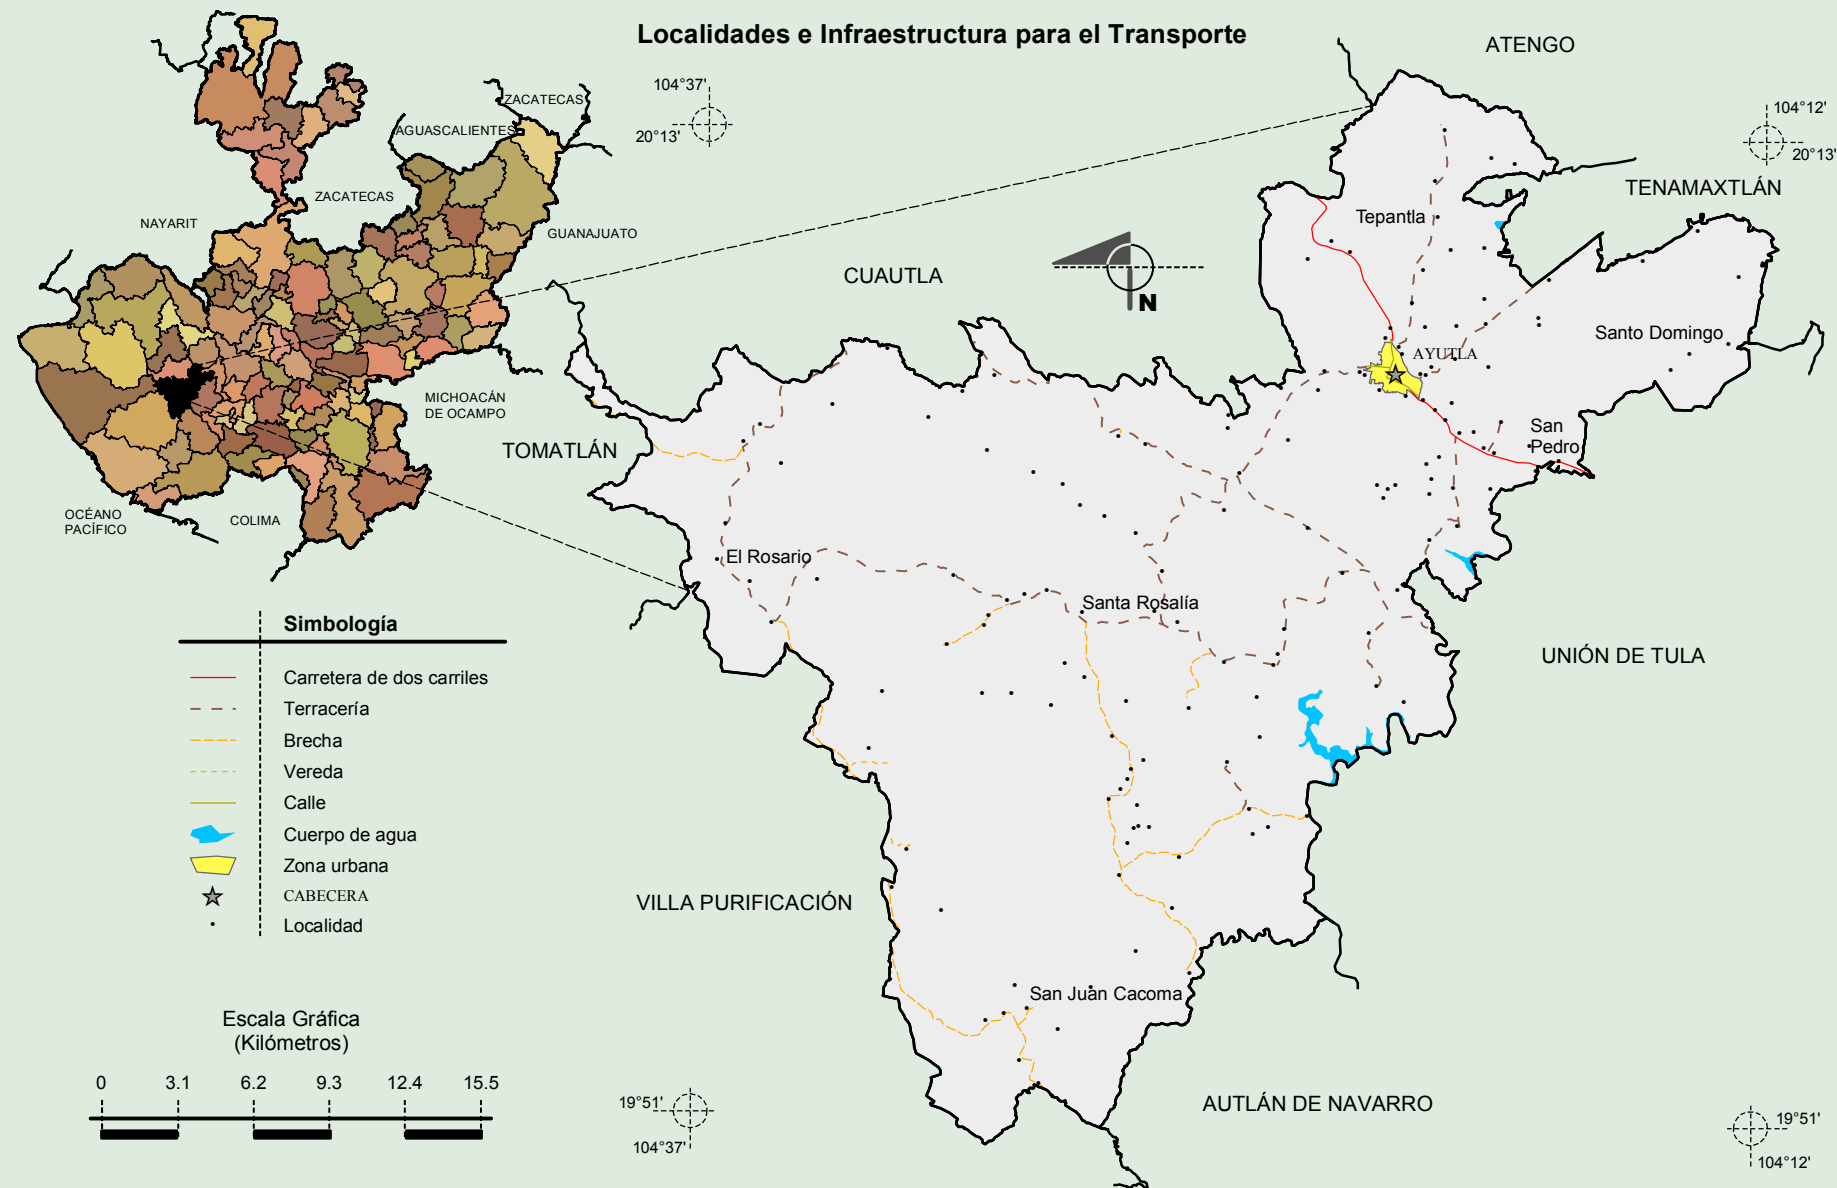 Localidades e Infraestructura para el Transporte
ATENGO
104°37'
20°13'
104°12'
20°13'
ZACATECAS
AGUASCALIENTES
ZACATECAS
NAYARIT
GUANAJUATO
MICHOACÁN
DE OCAMPO
OCÉANO
PACÍFICO
COLIMA
TENAMAXTLÁN
Tepantla
CUAUTLA
N
Santo Domingo
AYUTLA
San
Pedro
TOMATLÁN
El Rosario
Santa Rosalía
UNIÓN DE TULA
VILLA PURIFICACIÓN
San Juan Cacoma
AUTLÁN DE NAVARRO
Simbología
Carretera de dos carriles
Terracería
Brecha
Vereda
Calle
Cuerpo de agua
Zona urbana
CABECERA
Localidad
Escala Gráfica
(Kilómetros)
0 3.1 6.2 9.3 12.4 15.5
19°51'
104°37'
19°51'
104°12'